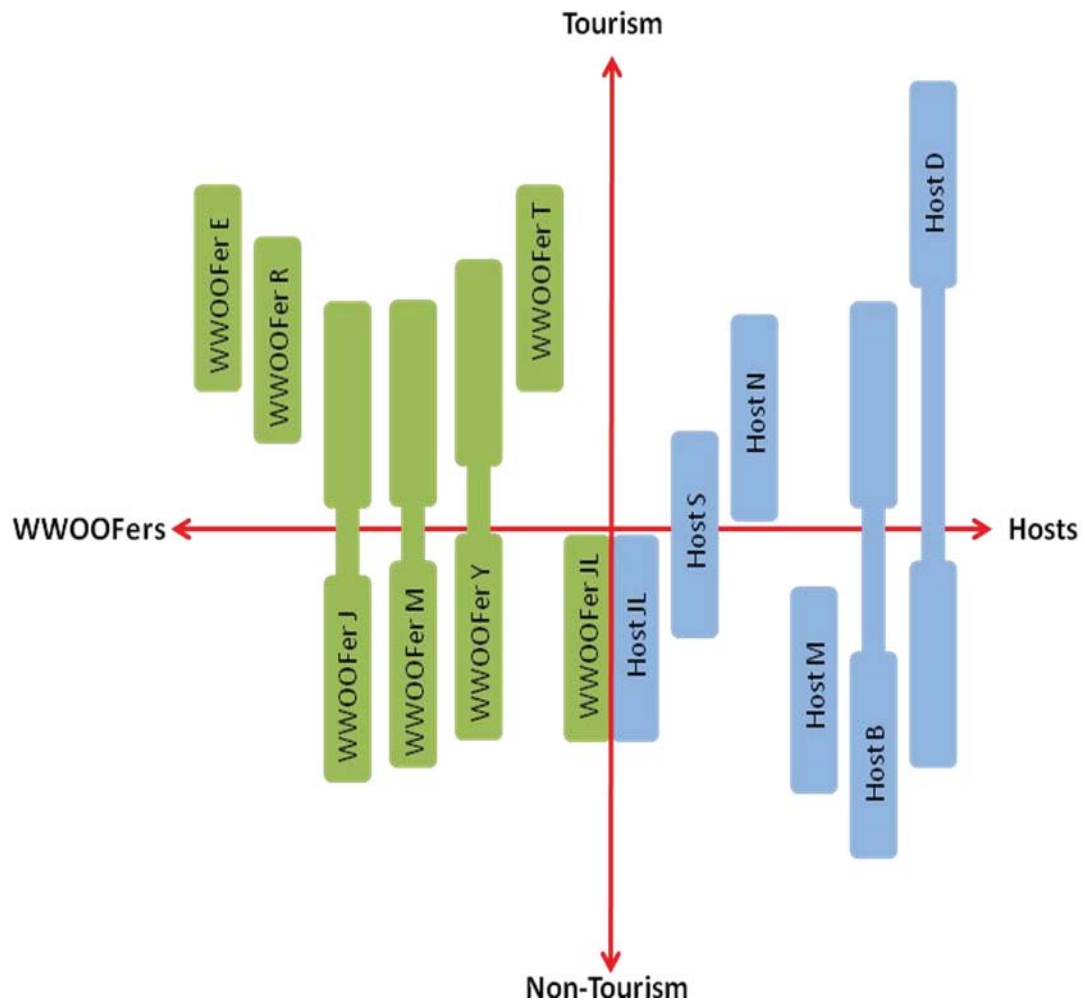 Tourism
WWOOFer E
WWOOFer R
WWOOFer J
WWOOFer M
WWOOFer Y
WWOOFer T
WWOOFer JL
Host JL
Host S
Host N
Host M
Host B
Host D
WWOOFers
Hosts
Non-Tourism